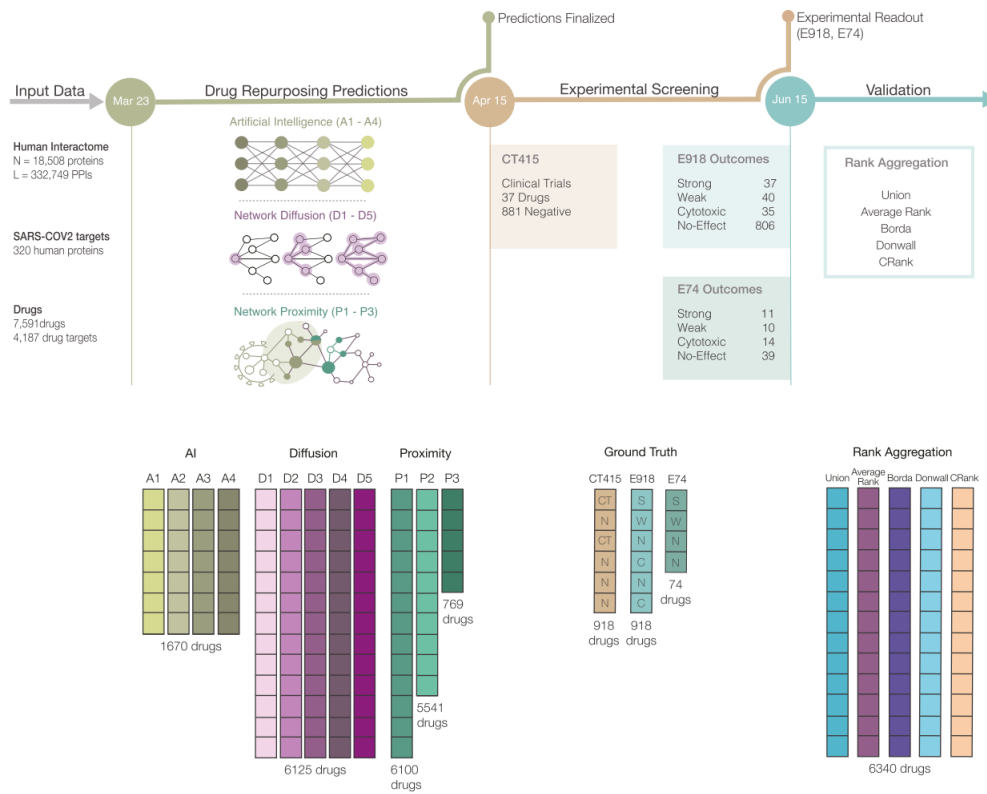 Predictions Finalized
Experimental Readout
(E918, E74)
Input Data
Mar 23
Drug Repurposing Predictions
Apr 15
Experimental Screening
Jun 15
Validation
Human Interactome
N = 18,508 proteins
L = 332,749 PPIs
SARS-COV2 targets
320 human proteins
Drugs
7,591drugs
4,187 drug targets
Artificial Intelligence (A1 - A4)
Network Diffusion (D1 - D5)
Network Proximity (P1 - P3)
CT415
Clinical Trials
37 Drugs
881 Negative
E918 Outcomes
Strong 37
Weak 40
Cytotoxic 35
No-Effect 806
E74 Outcomes
Strong 11
Weak 10
Cytotoxic 14
No-Effect 39
Rank Aggregation
Union
Average Rank
Borda
Donwall
CRank
AI
A1 A2 A3 A4
1670 drugs
Diffusion
D1 D2 D3 D4 D5
6125 drugs
Proximity
P1 P2 P3
769
drugs
5541
drugs
6100
drugs
Ground Truth
CT415 E918 E74
CT S S
N W W
CT N N
N C N
N N
N C
74
drugs
918
drugs
918
drugs
Rank Aggregation
Union Average Rank Borda Donwall CRank
6340 drugs